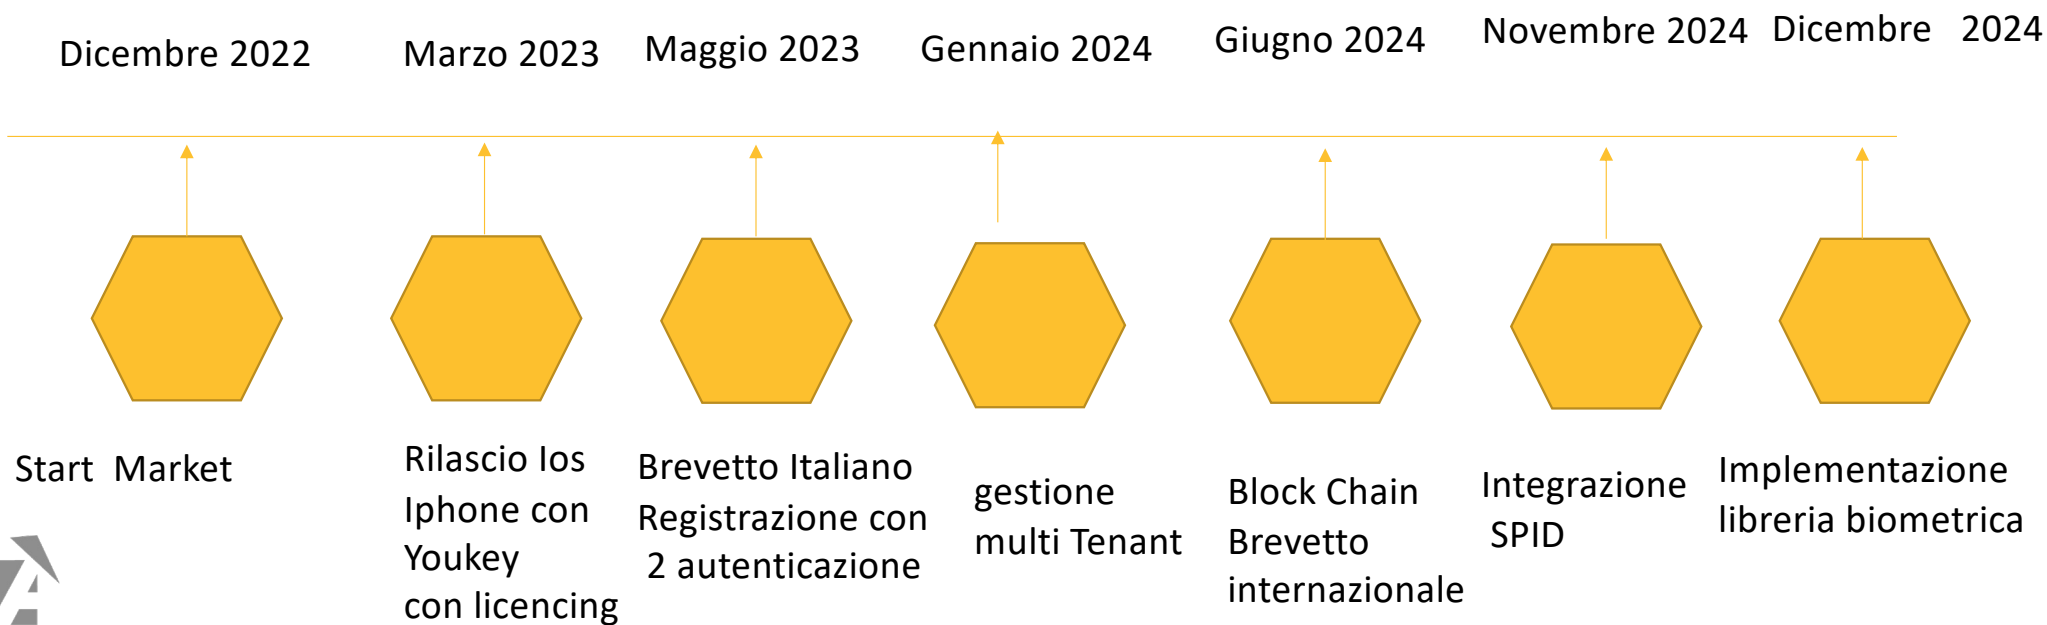 Dicembre 2022
Marzo 2023
Maggio 2023
Gennaio 2024
Giugno 2024
Novembre 2024
Dicembre 2024
Start Market
Rilascio Ios
Iphone con
Youkey
con licencing
Brevetto Italiano
Registrazione con
2 autenticazione
gestione
multi Tenant
Block Chain
Brevetto
internazionale
Integrazione
SPID
Implementazione
libreria biometrica